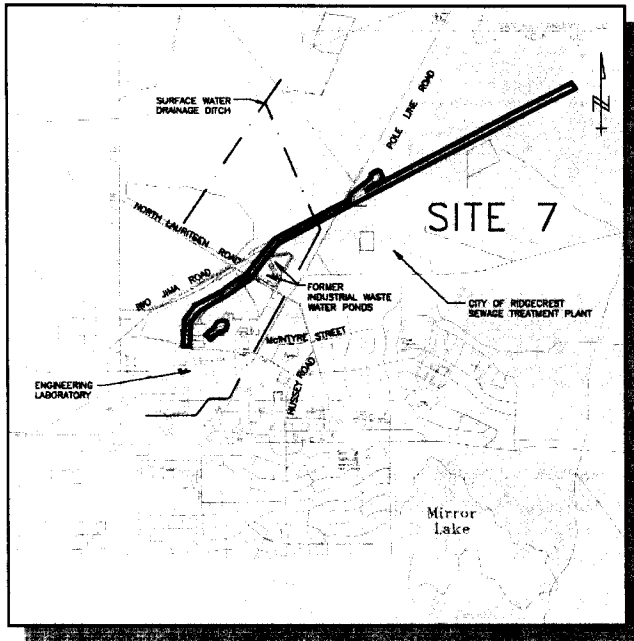 SURFACE WATER
DRAINAGE DITCH
POLE LINE ROAD
N
SITE 7
NORTH LAURITSEN ROAD
IWO JIMA ROAD
FORMER
INDUSTRIAL WASTE
WATER PONDS
CITY OF RIDGECREST
SEWAGE TREATMENT PLANT
McINTYRE STREET
HUSSEY ROAD
ENGINEERING
LABORATORY
Mirror
Lake